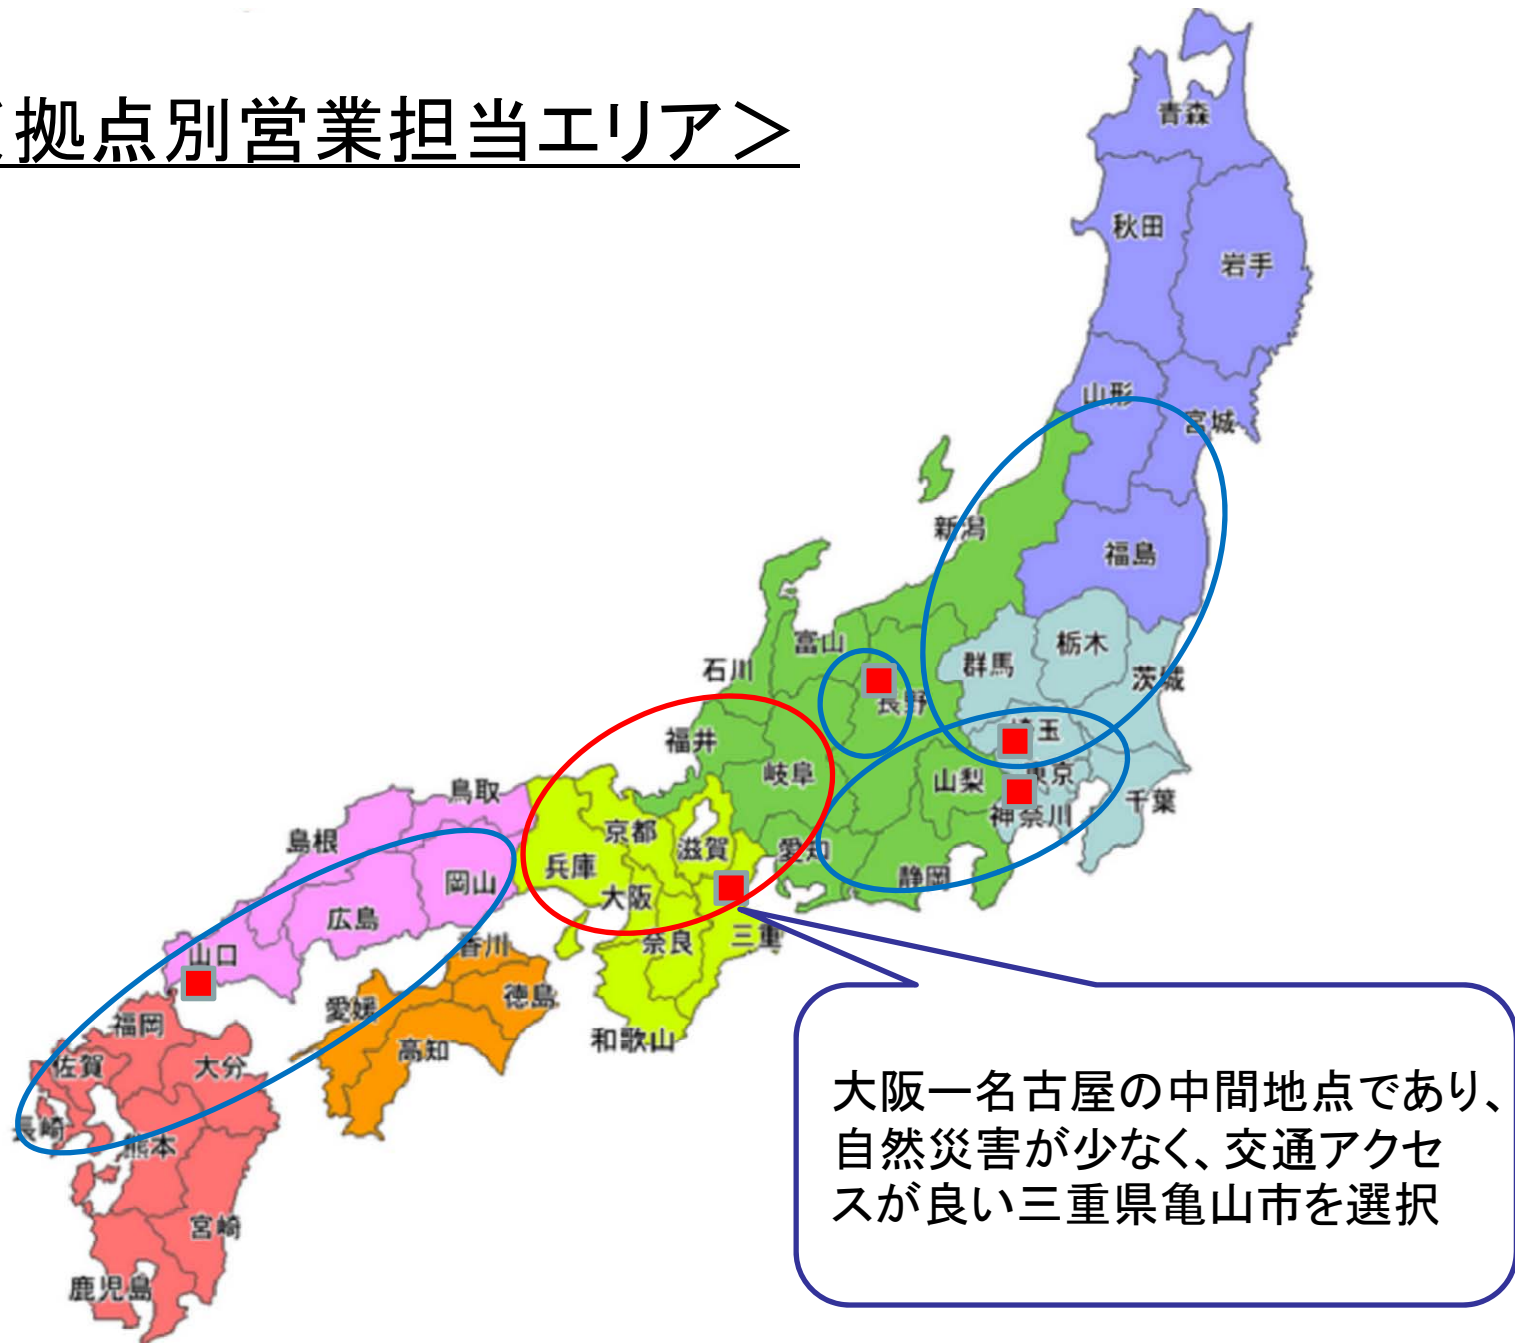 ＜拠点別営業担当エリア＞
青森
秋田
岩手
山形
宮城
新潟
福島
富山
石川
群馬
栃木
茨城
長野
埼玉
福井
岐阜
山梨
東京
千葉
神奈川
鳥取
島根
京都
滋賀
愛知
静岡
兵庫
大阪
岡山
広島
奈良
三重
山口
香川
徳島
愛媛
高知
和歌山
福岡
佐賀
大分
長崎
熊本
宮崎
鹿児島
大阪ー名古屋の中間地点であり、
自然災害が少なく、交通アクセ
スが良い三重県亀山市を選択